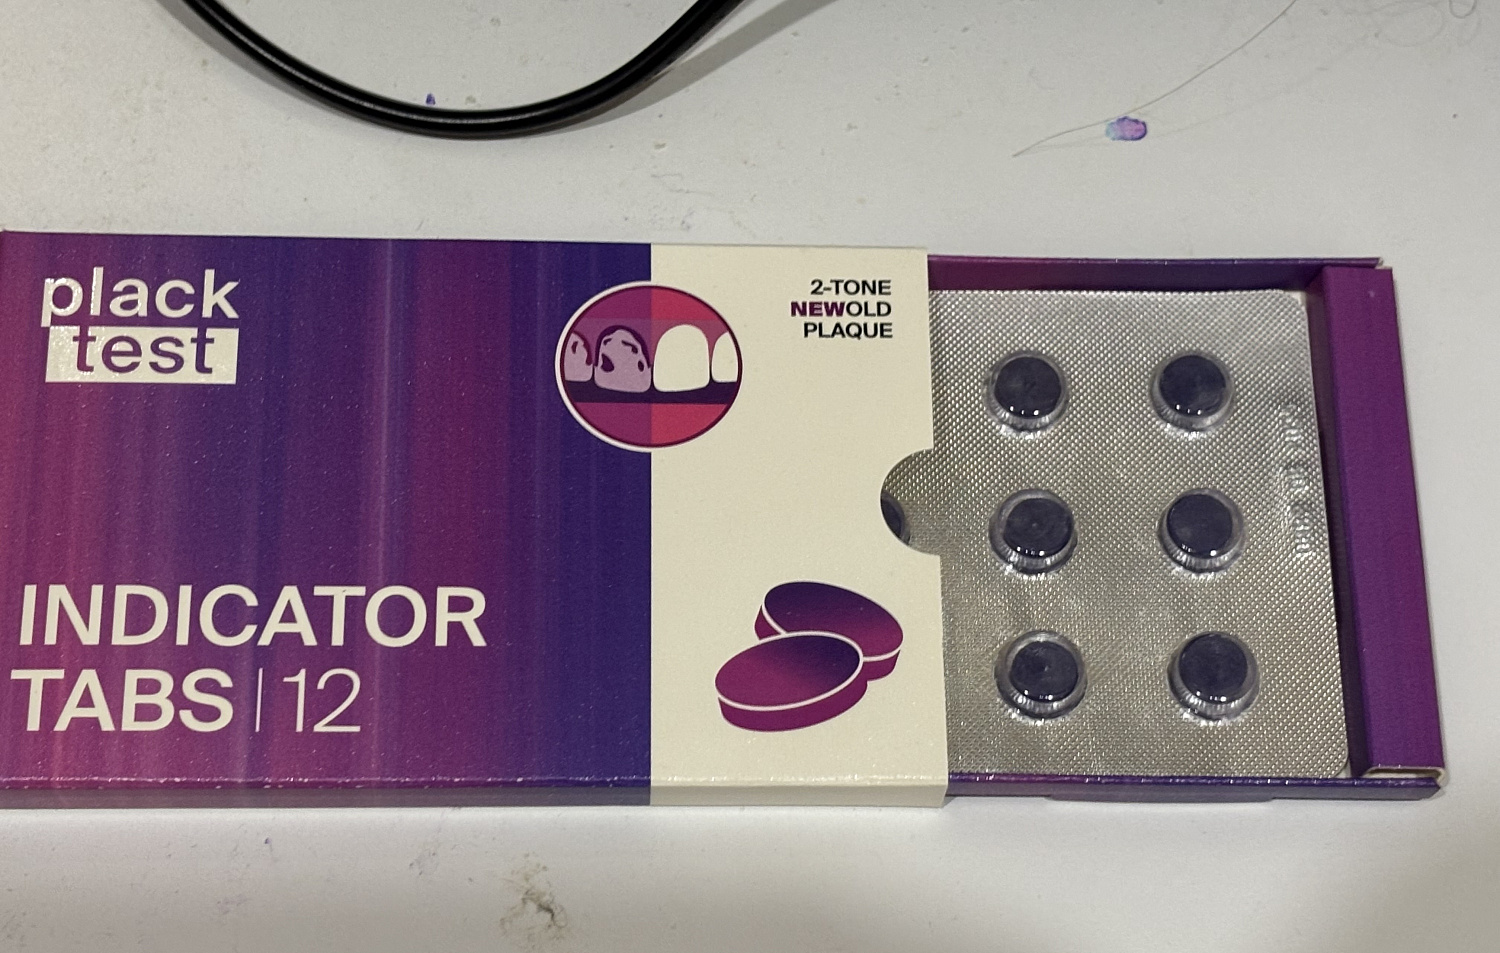 plack
test
2-TONE
NEWOLD
PLAQUE
INDICATOR
TABS | 12